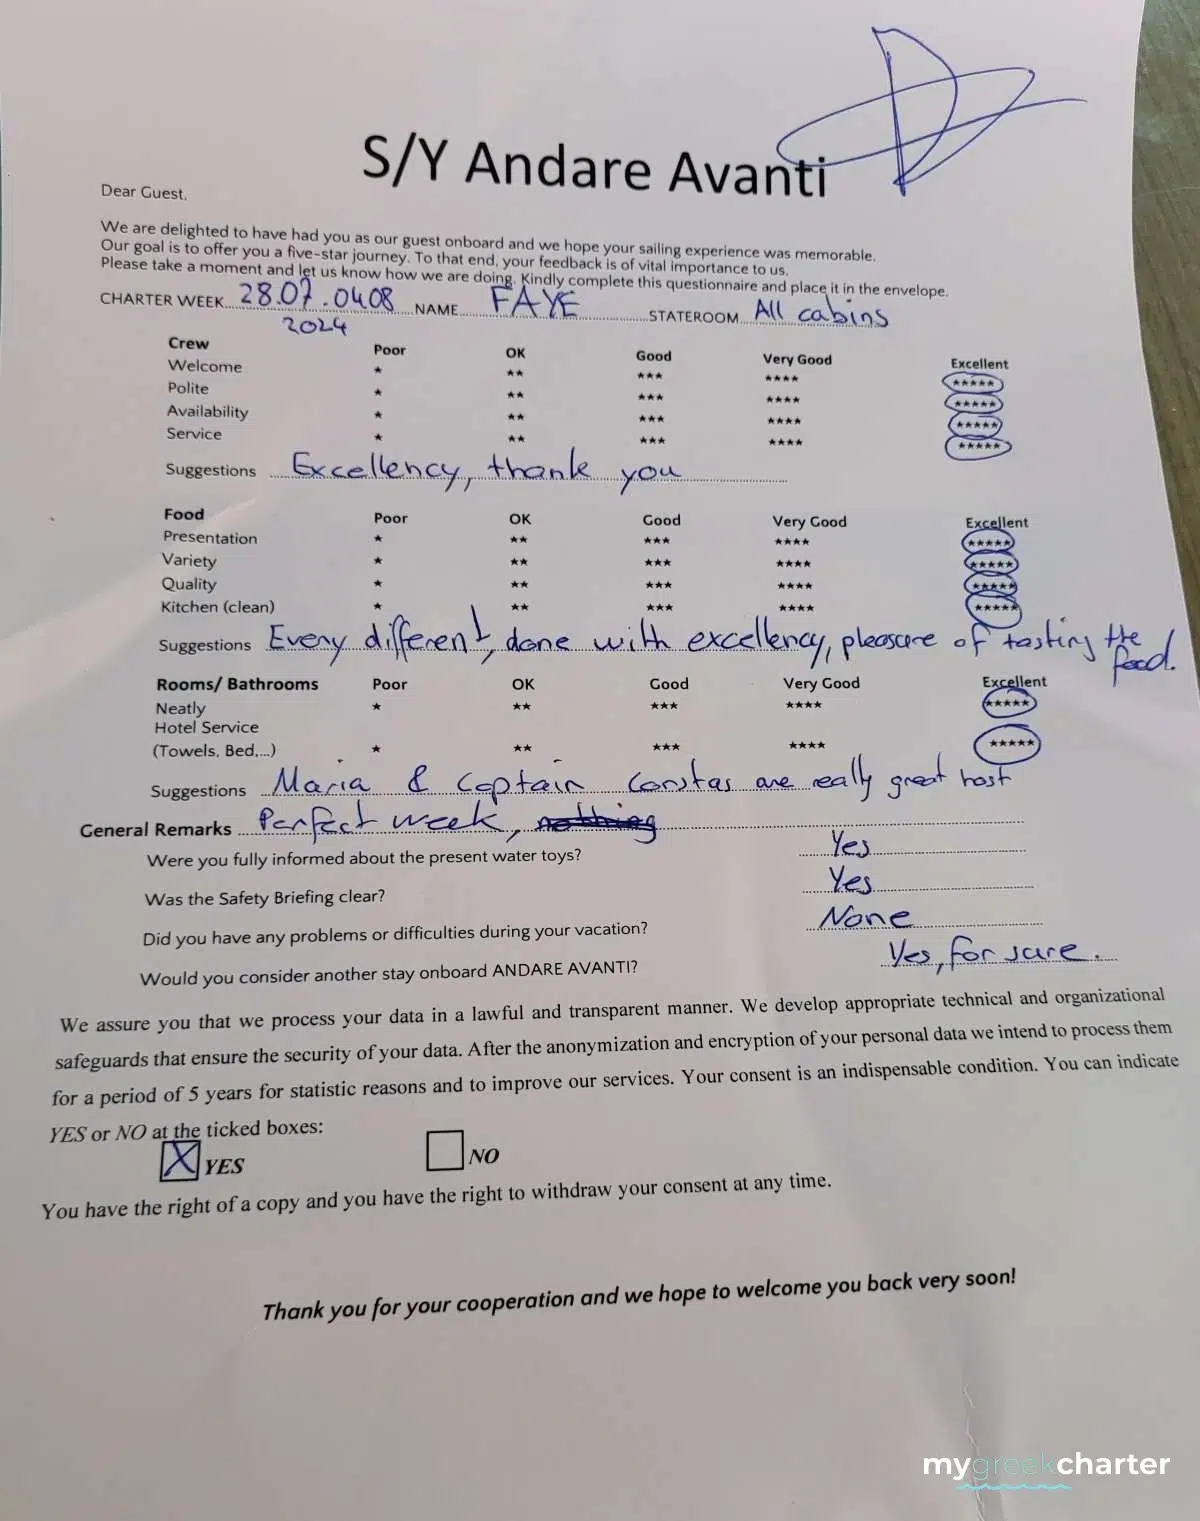 S/Y Andare Avanti
Dear Guest,
We are delighted to have had you as our guest onboard and we hope your sailing experience was memorable.
Our goal is to offer you a five-star journey. To that end, your feedback is of vital importance to us.
Please take a moment and let us know how we are doing. Kindly complete this questionnaire and place it in the envelope.
CHARTER WEEK 28.07.0408 NAME FAYE STATEROOM All cabins
2024
Crew Poor OK Good Very Good Excellent
Welcome * ** *** **** *****
Polite * ** *** **** *****
Availability * ** *** **** *****
Service * ** *** **** *****
Suggestions Excellency, thank you
Food Poor OK Good Very Good Excellent
Presentation * ** *** **** *****
Variety * ** *** **** *****
Quality * ** *** **** *****
Kitchen (clean) * ** *** **** *****
Suggestions Every different, done with excellency, pleasure of tasting the
food.
Rooms/ Bathrooms Poor OK Good Very Good Excellent
Neatly * ** *** **** *****
Hotel Service
(Towels, Bed,...) * ** *** **** *****
Suggestions Maria & Captain Constas are really great host
General Remarks Perfect week, nothing
Were you fully informed about the present water toys? Yes
Was the Safety Briefing clear? Yes
Did you have any problems or difficulties during your vacation? None
Would you consider another stay onboard ANDARE AVANTI? Yes, for sure.
We assure you that we process your data in a lawful and transparent manner. We develop appropriate technical and organizational
safeguards that ensure the security of your data. After the anonymization and encryption of your personal data we intend to process them
for a period of 5 years for statistic reasons and to improve our services. Your consent is an indispensable condition. You can indicate
YES or NO at the ticked boxes:
X YES NO
You have the right of a copy and you have the right to withdraw your consent at any time.
Thank you for your cooperation and we hope to welcome you back very soon!
mygreekcharter